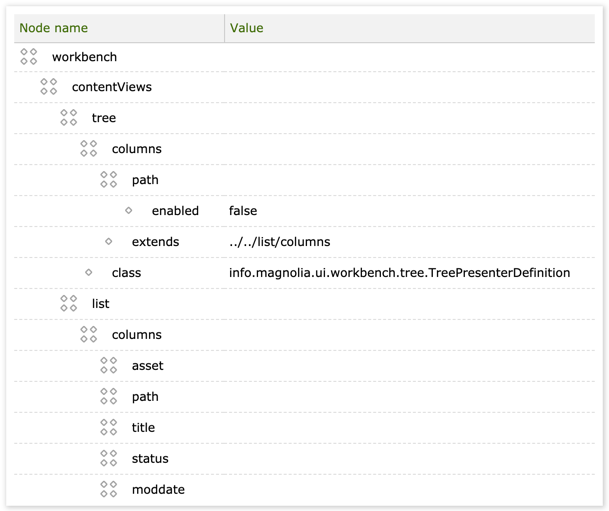 Node name Value
workbench
contentViews
tree
columns
path
enabled false
extends ../../list/columns
class info.magnolia.ui.workbench.tree.TreePresenterDefinition
list
columns
asset
path
title
status
moddate